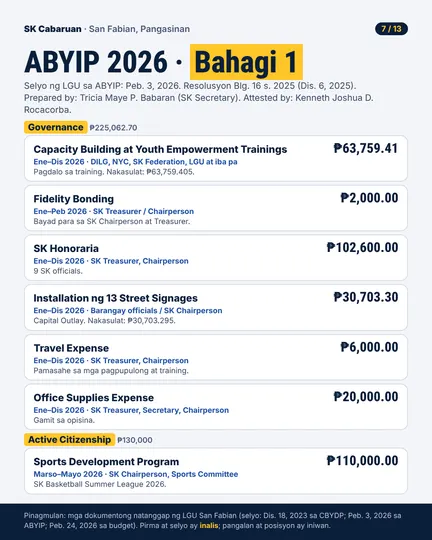 SK Cabaruan · San Fabian, Pangasinan
7 / 13
ABYIP 2026 · Bahagi 1
Selyo ng LGU sa ABYIP: Peb. 3, 2026. Resolusyon Blg. 16 s. 2025 (Dis. 6, 2025).
Prepared by: Tricia Maye P. Babaran (SK Secretary). Attested by: Kenneth Joshua D.
Rocacorba.
Governance ₱225,062.70
Capacity Building at Youth Empowerment Trainings
₱63,759.41
Ene–Dis 2026 · DILG, NYC, SK Federation, LGU at iba pa
Pagdalo sa training. Nakasulat: ₱63,759.405.
Fidelity Bonding
₱2,000.00
Ene–Peb 2026 · SK Treasurer / Chairperson
Bayad para sa SK Chairperson at Treasurer.
SK Honoraria
₱102,600.00
Ene–Dis 2026 · SK Treasurer, Chairperson
9 SK officials.
Installation ng 13 Street Signages
₱30,703.30
Ene–Dis 2026 · Barangay officials / SK Chairperson
Capital Outlay. Nakasulat: ₱30,703.295.
Travel Expense
₱6,000.00
Ene–Dis 2026 · SK Treasurer, Chairperson
Pamasahe sa mga pagpupulong at training.
Office Supplies Expense
₱20,000.00
Ene–Dis 2026 · SK Treasurer, Secretary, Chairperson
Gamit sa opisina.
Active Citizenship ₱130,000
Sports Development Program
₱110,000.00
Marso–Mayo 2026 · SK Chairperson, Sports Committee
SK Basketball Summer League 2026.
Pinagmulan: mga dokumentong natanggap ng LGU San Fabian (selyo: Dis. 18, 2023 sa CBYDP; Peb. 3, 2026 sa
ABYIP; Peb. 24, 2026 sa budget). Pirma at selyo ay inalis; pangalan at posisyon ay iniwan.